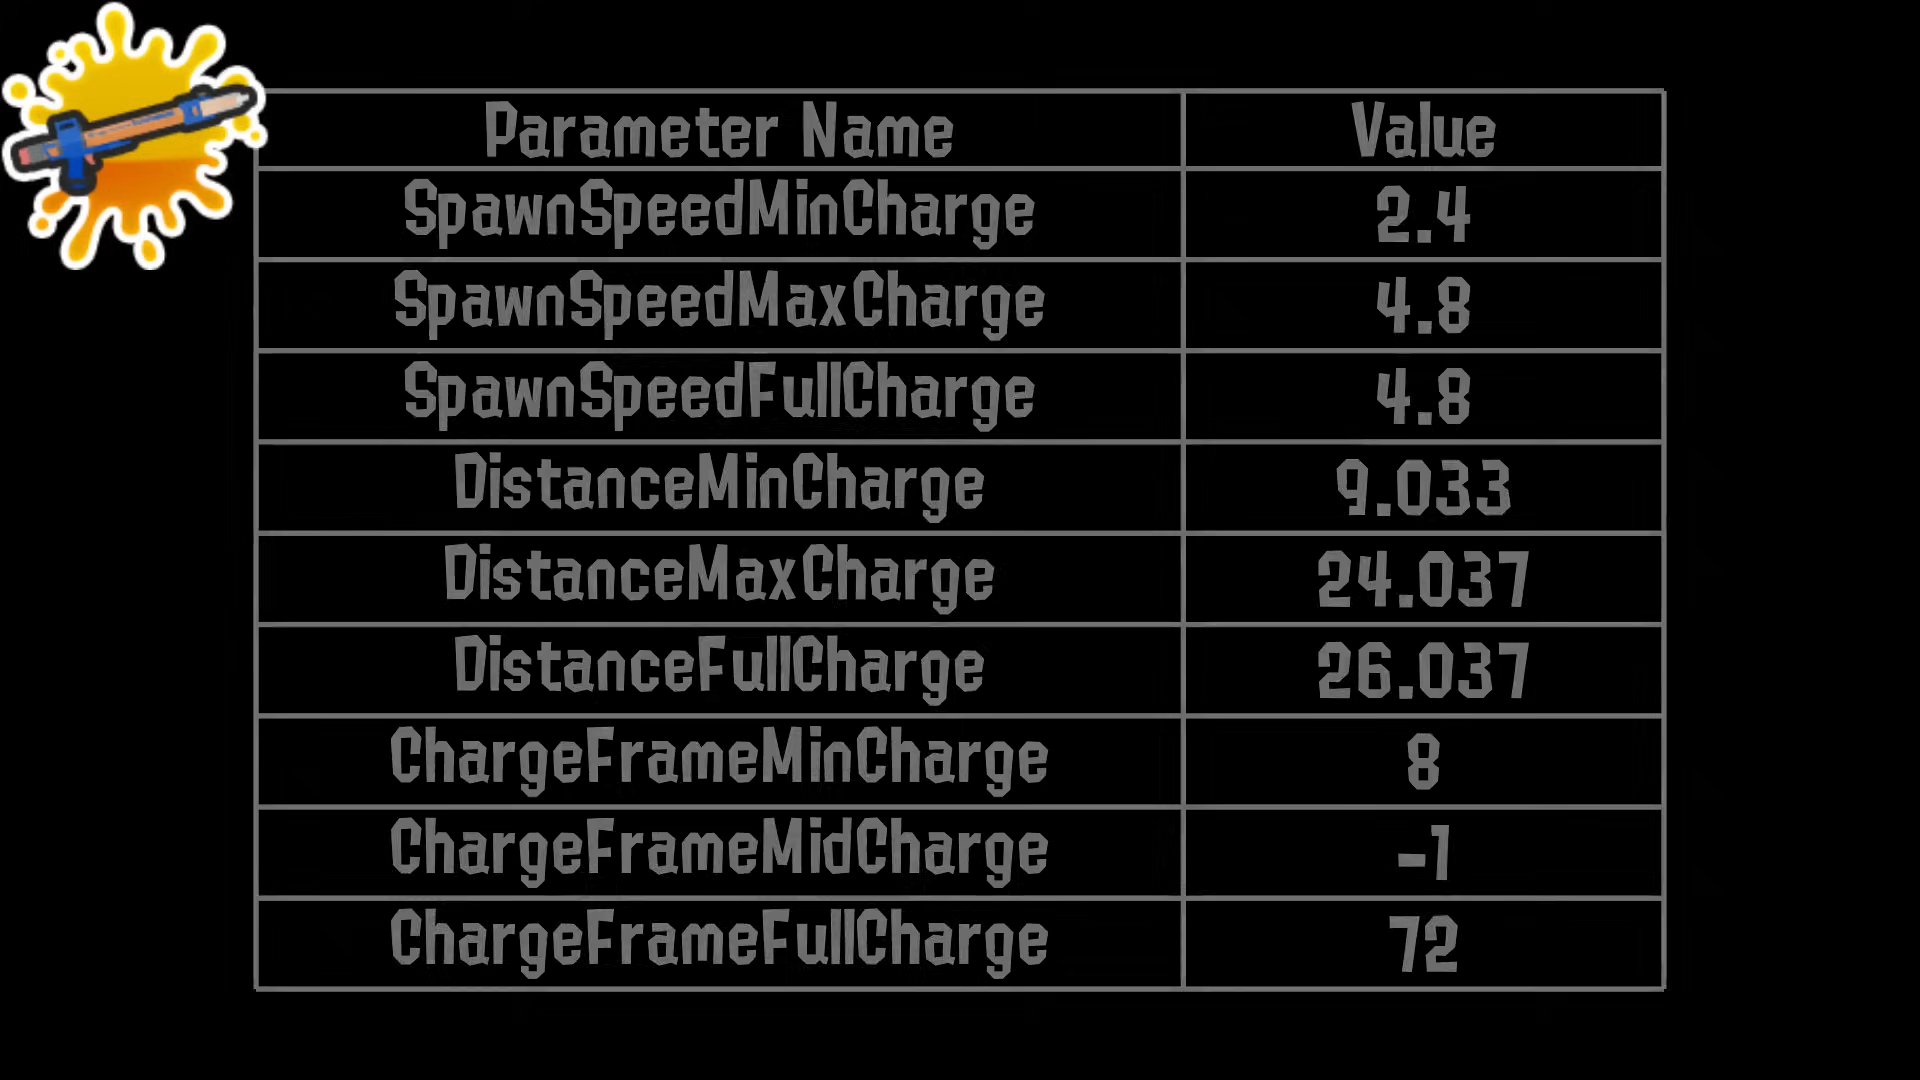 Parameter Name Value
SpawnSpeedMinCharge 2.4
SpawnSpeedMaxCharge 4.8
SpawnSpeedFullCharge 4.8
DistanceMinCharge 9.033
DistanceMaxCharge 24.037
DistanceFullCharge 26.037
ChargeFrameMinCharge 8
ChargeFrameMidCharge -1
ChargeFrameFullCharge 72